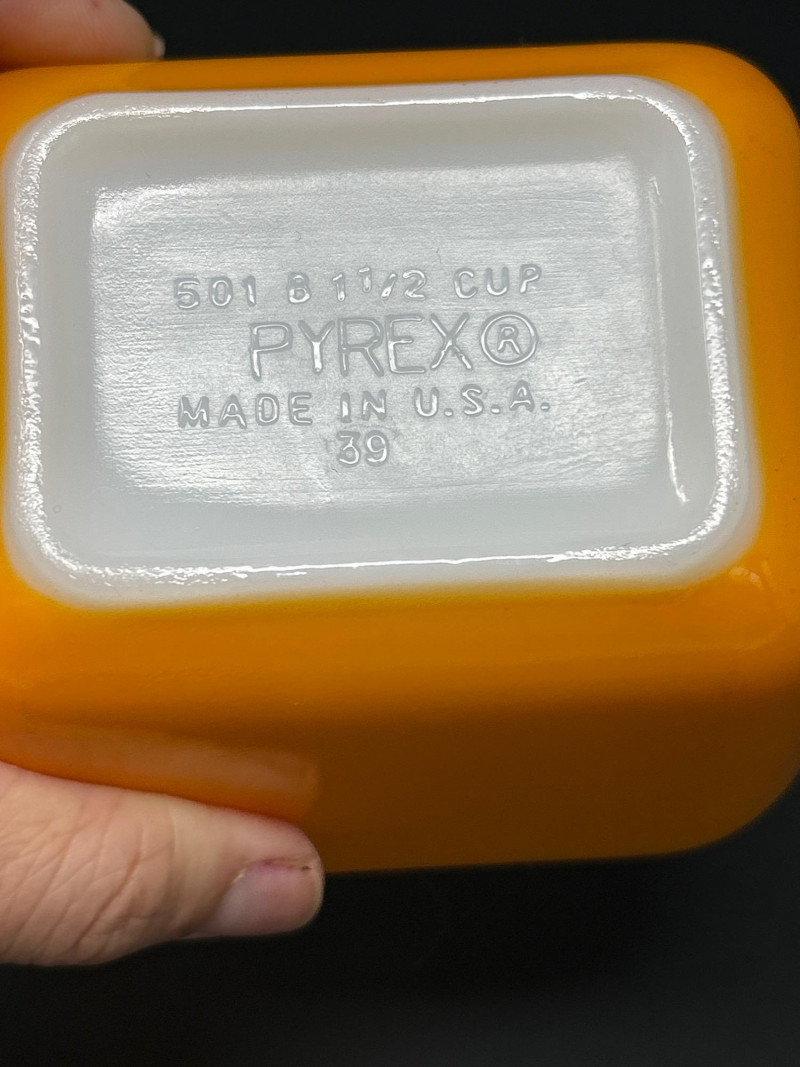 501 B 1 1/2 CUP
PYREX®
MADE IN U.S.A.
39